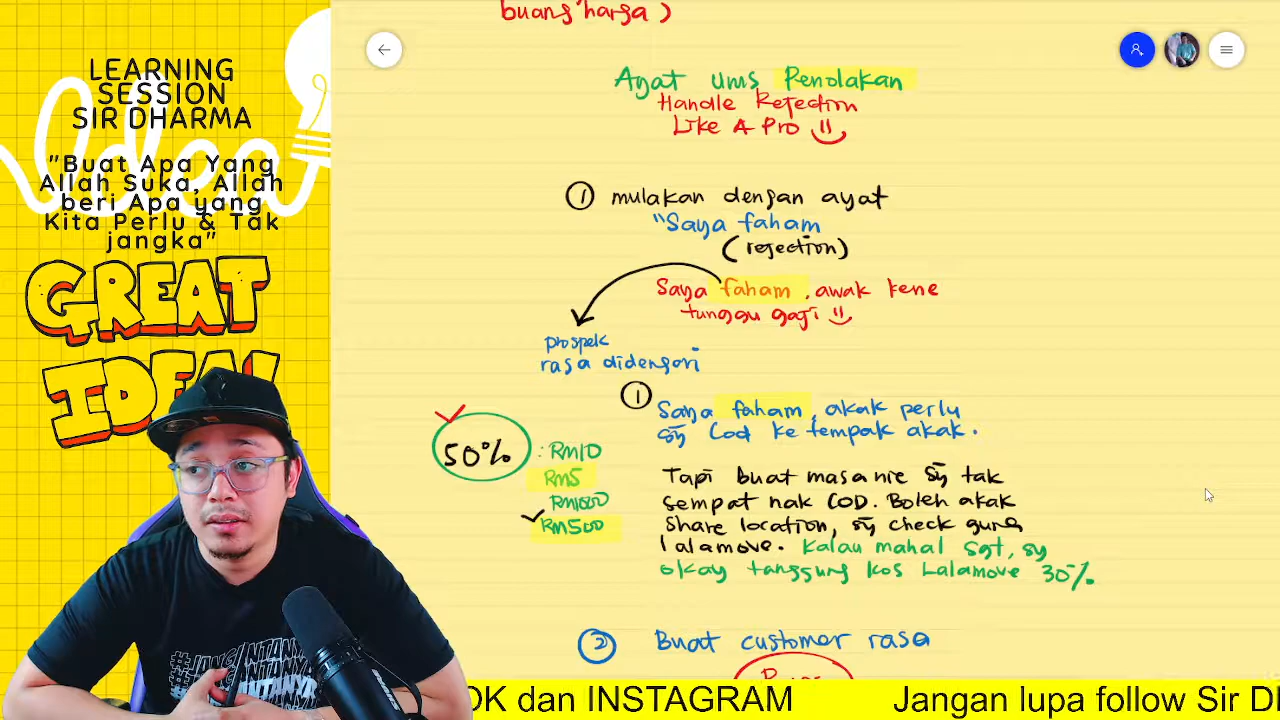 LEARNING
SESSION
SIR DHARMA
"Buat Apa Yang
Allah Suka, Allah
beri Apa yang
Kita Perlu & Tak
jangka"
GREAT
IDEA
buang harga)
Ayat ums Penolakan
Handle Rejection
Like A Pro
① mulakan dengan ayat
"Saya faham
(rejection)
Saya faham, awak kene
tunggu gaji
prospek
rasa didengari
①
Saya faham, akak perlu
sy Cod ke tempak akak.
50% : RM10
RM5
RM1000
RM500
Tapi buat masa nie sy tak
sempat nak COD. Boleh akak
Share location, sy check guna
lalamove. Kalau mahal sgt, sy
okay tanggung kos Lalamove 30%
② Buat customer rasa
OK dan INSTAGRAM
Jangan lupa follow Sir D